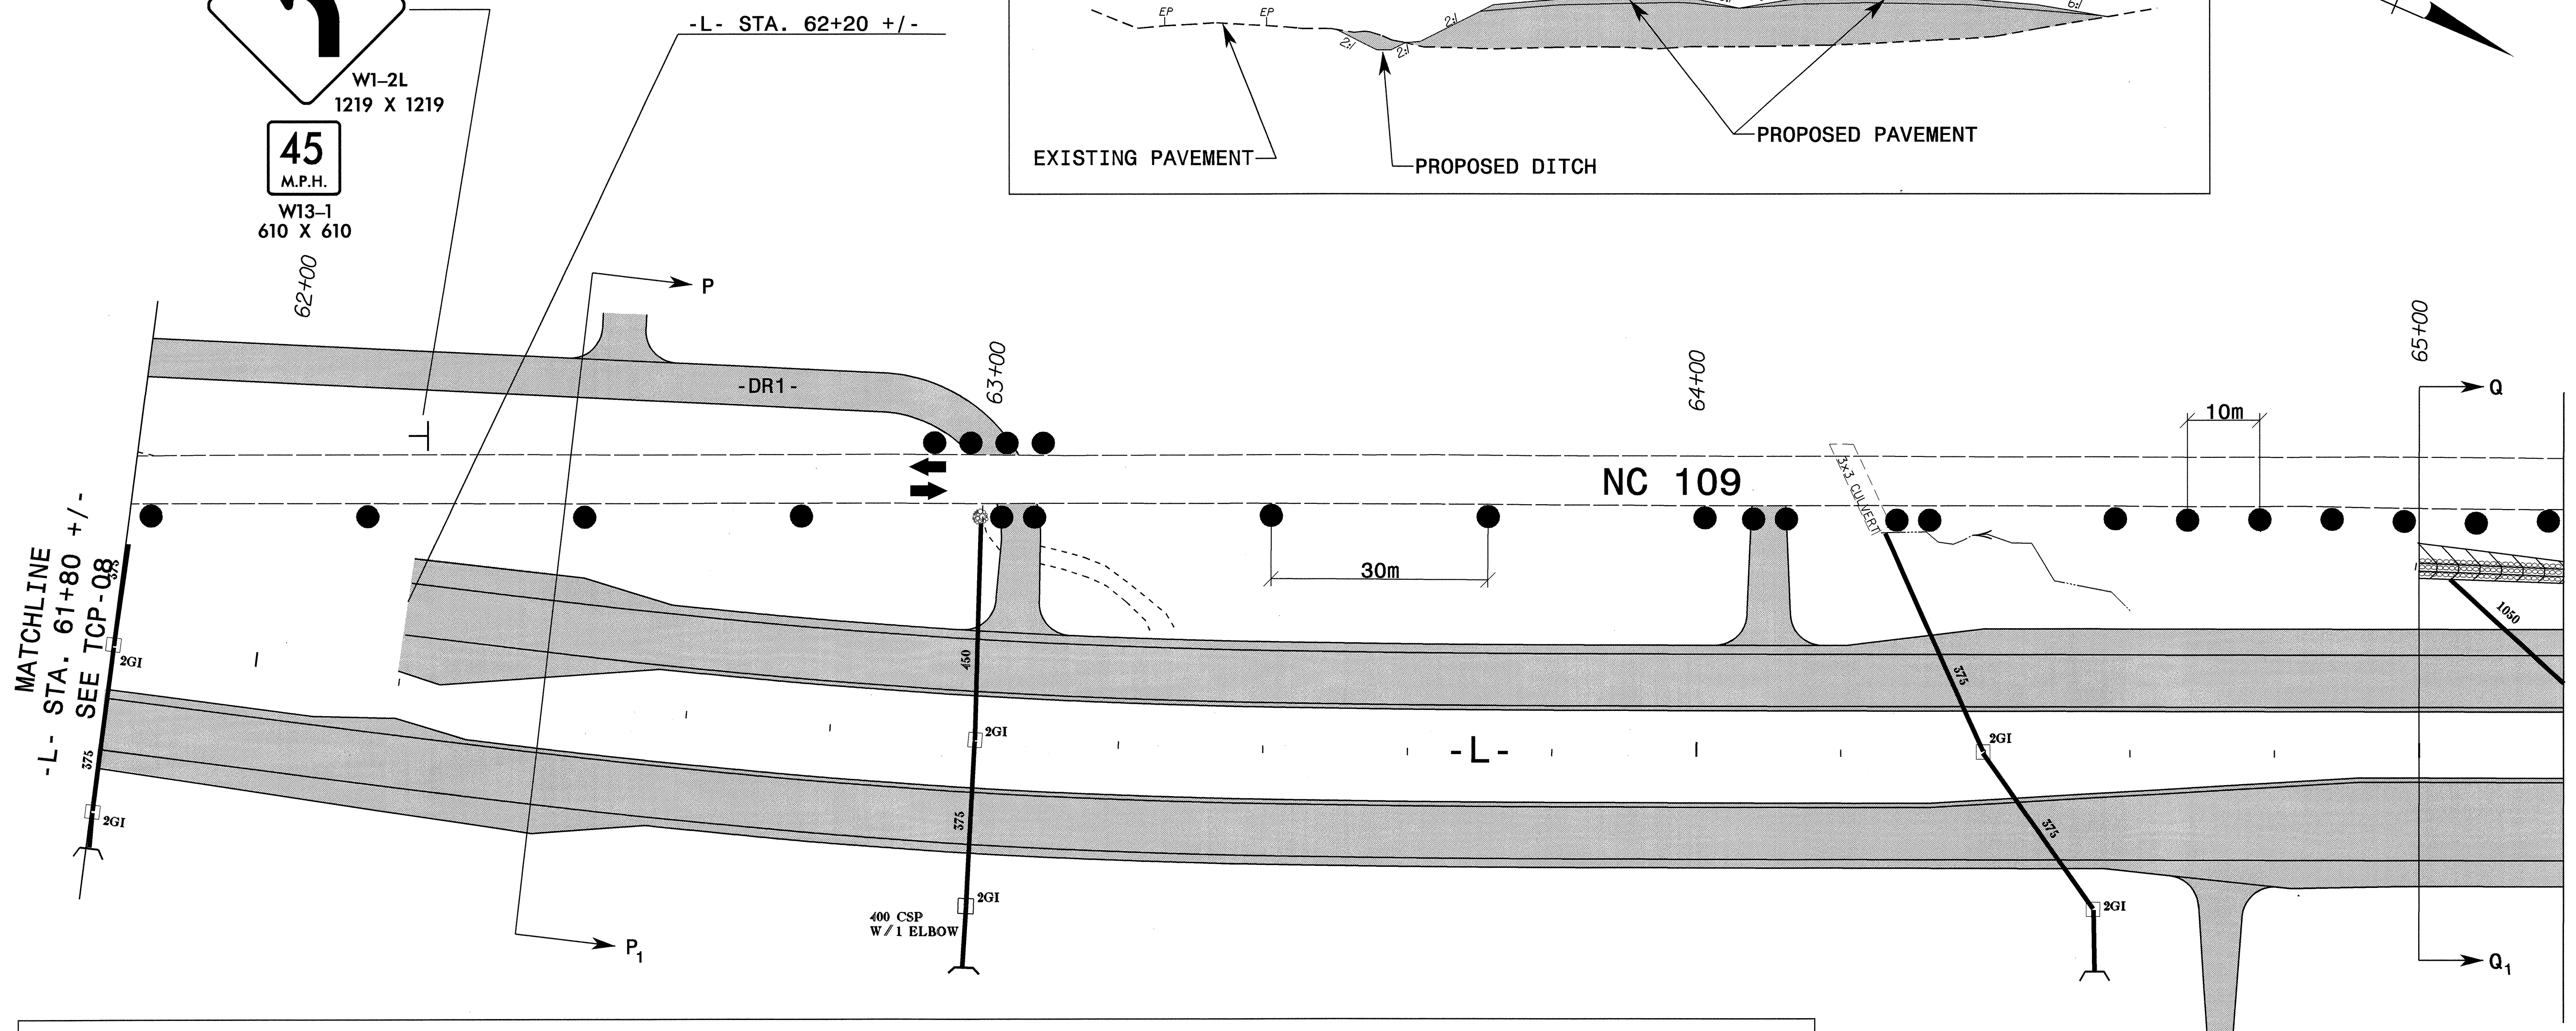 -L- STA. 62+20 +/-
EP
EP
2:1
2:1
2:1
6:1
W1-2L
1219 X 1219
45
M.P.H.
W13-1
610 X 610
EXISTING PAVEMENT
PROPOSED DITCH
PROPOSED PAVEMENT
62+00
P
63+00
64+00
65+00
-DR1-
Q
10m
NC 109
3x3 CULVERT
30m
MATCHLINE
-L- STA. 61+80 +/-
SEE TCP-08
375
2GI
375
2GI
450
2GI
375
2GI
400 CSP
W/1 ELBOW
-L-
375
2GI
375
2GI
1050
P1
Q1